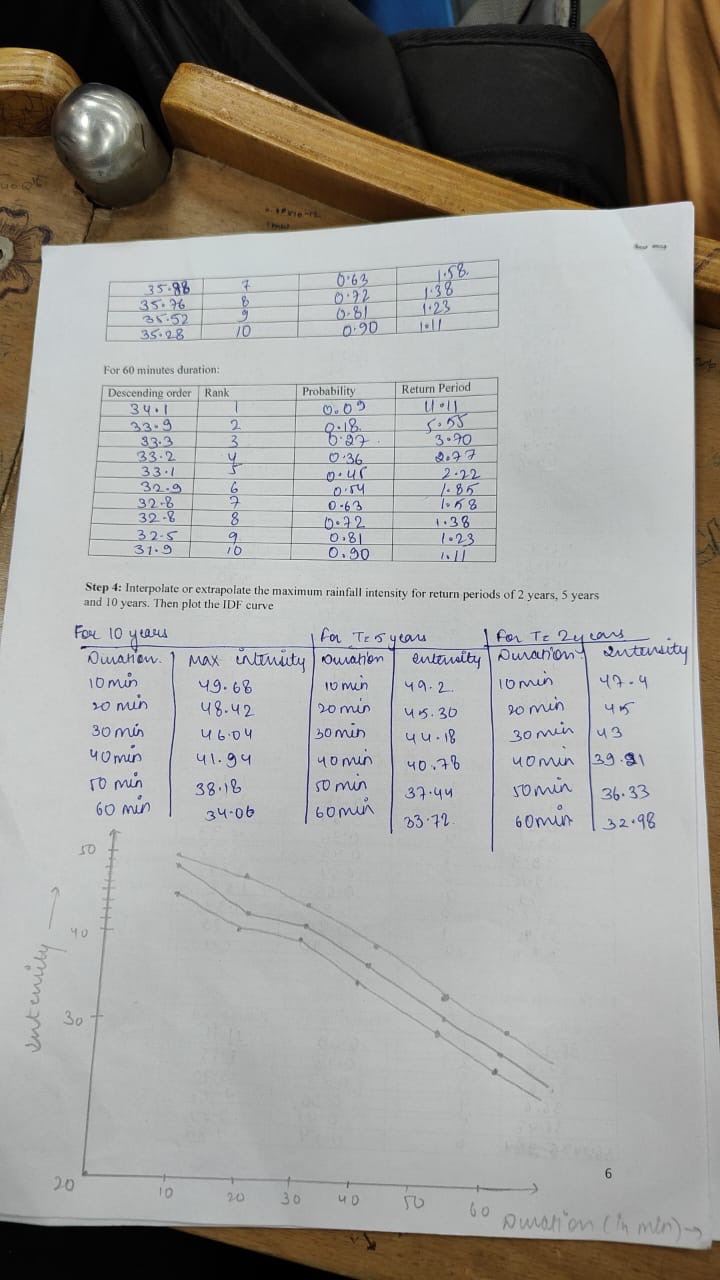 35.88 7 0.63 1.58
35.76 8 0.72 1.38
35.52 9 0.81 1.23
35.28 10 0.90 1.11
For 60 minutes duration:
Descending order Rank Probability Return Period
34.1 1 0.09 11.11
33.9 2 0.18 5.55
33.3 3 0.27 3.70
33.2 4 0.36 2.77
33.1 5 0.45 2.22
32.9 6 0.54 1.85
32.8 7 0.63 1.58
32.8 8 0.72 1.38
32.5 9 0.81 1.23
31.9 10 0.90 1.11
Step 4: Interpolate or extrapolate the maximum rainfall intensity for return periods of 2 years, 5 years
and 10 years. Then plot the IDF curve
For 10 years For T= 5 years For T= 2 years
Duration. Max intensity Duration intensity Duration Intensity
10 min 49.68 10 min 49.2 10 min 47.4
20 min 48.42 20 min 45.30 20 min 45
30 min 46.04 30 min 44.18 30 min 43
40 min 41.94 40 min 40.78 40 min 39.21
50 min 38.18 50 min 37.44 50 min 36.33
60 min 34.06 60 min 33.72 60 min 32.98
50
40
30
20
Intensity
10 20 30 40 50 60
Duration (in min)
6